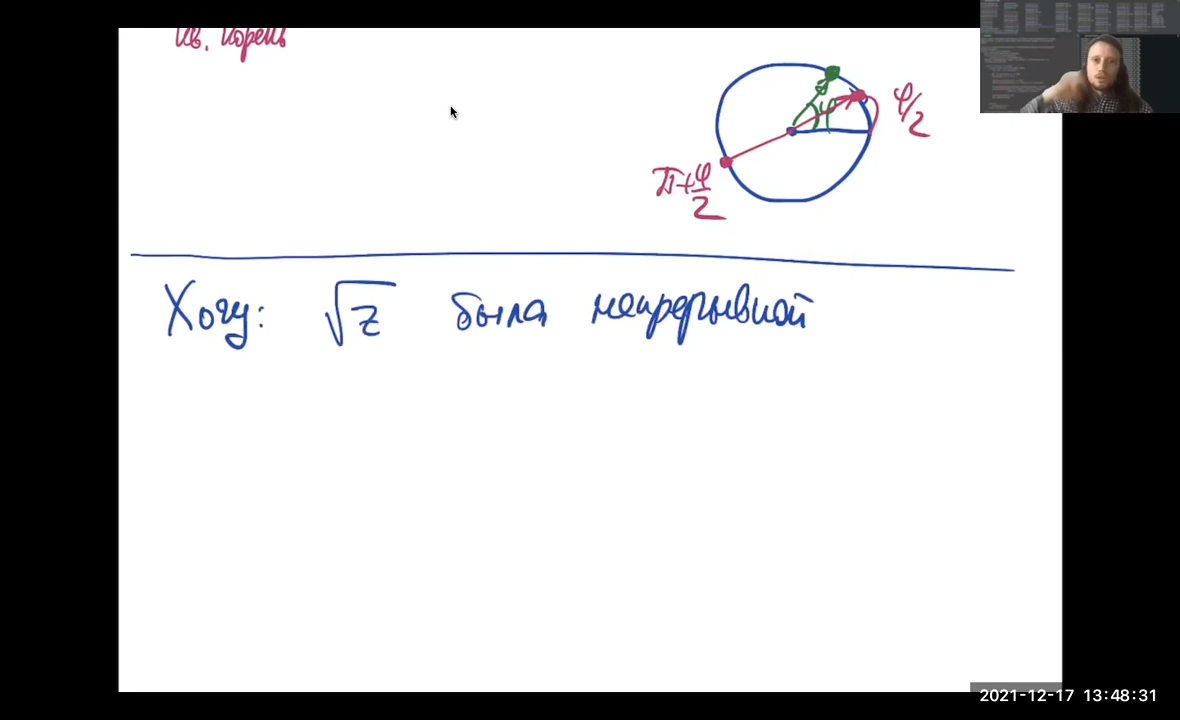 кв. корень
φ
φ/2
π+φ/2
Хочу: √z была непрерывной
2021-12-17 13:48:31